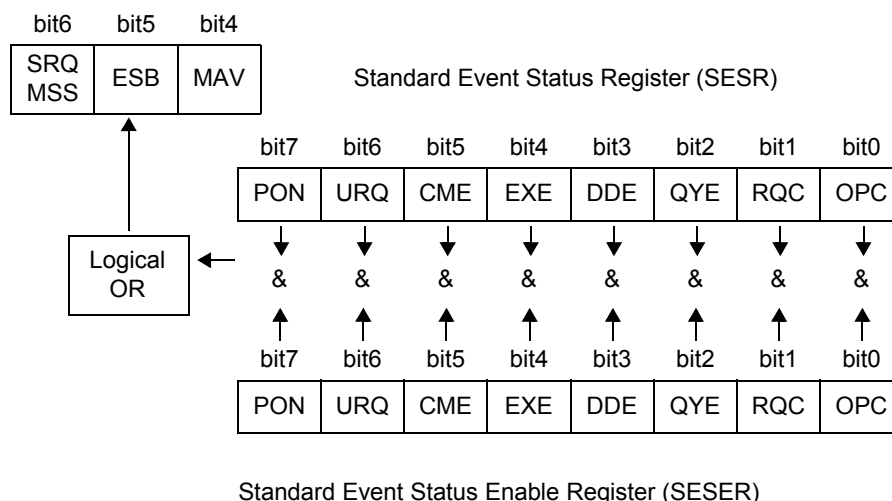 bit6 bit5 bit4
SRQ
MSS
ESB
MAV
Standard Event Status Register (SESR)
bit7 bit6 bit5 bit4 bit3 bit2 bit1 bit0
PON URQ CME EXE DDE QYE RQC OPC
Logical
OR
& & & & & & & &
bit7 bit6 bit5 bit4 bit3 bit2 bit1 bit0
PON URQ CME EXE DDE QYE RQC OPC
Standard Event Status Enable Register (SESER)